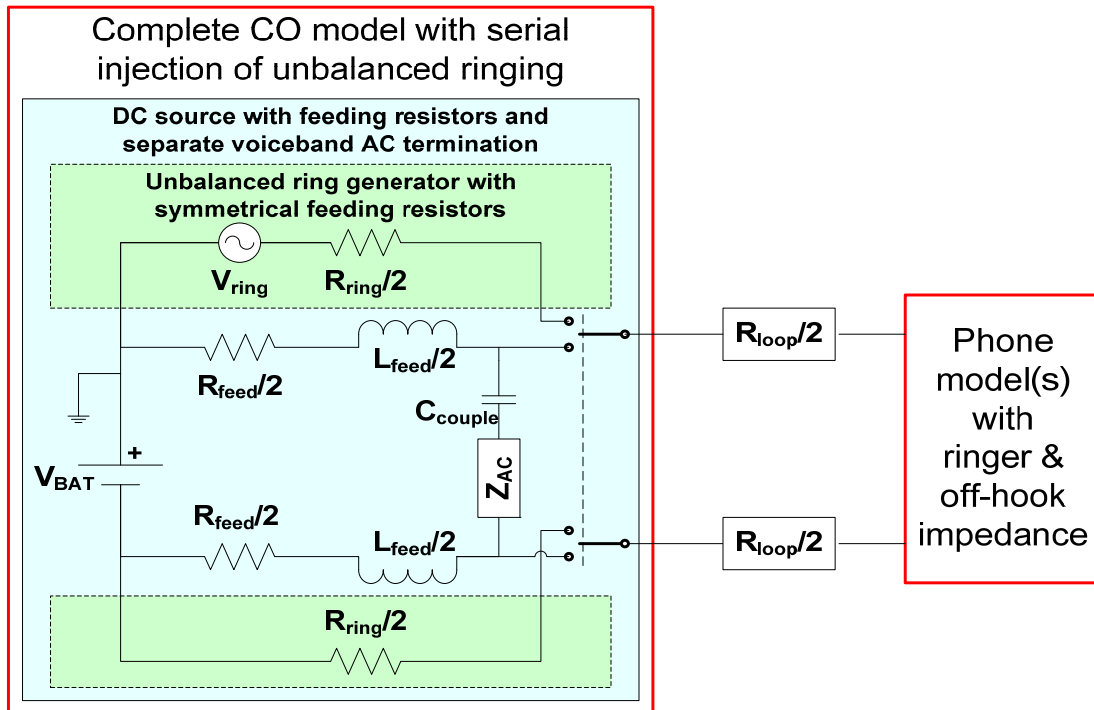 Complete CO model with serial
injection of unbalanced ringing
DC source with feeding resistors and
separate voiceband AC termination
Unbalanced ring generator with
symmetrical feeding resistors
Vring
Rring/2
Rfeed/2
Lfeed/2
Ccouple
ZAC
+
VBAT
Rfeed/2
Lfeed/2
Rring/2
Rloop/2
Rloop/2
Phone
model(s)
with
ringer &
off-hook
impedance